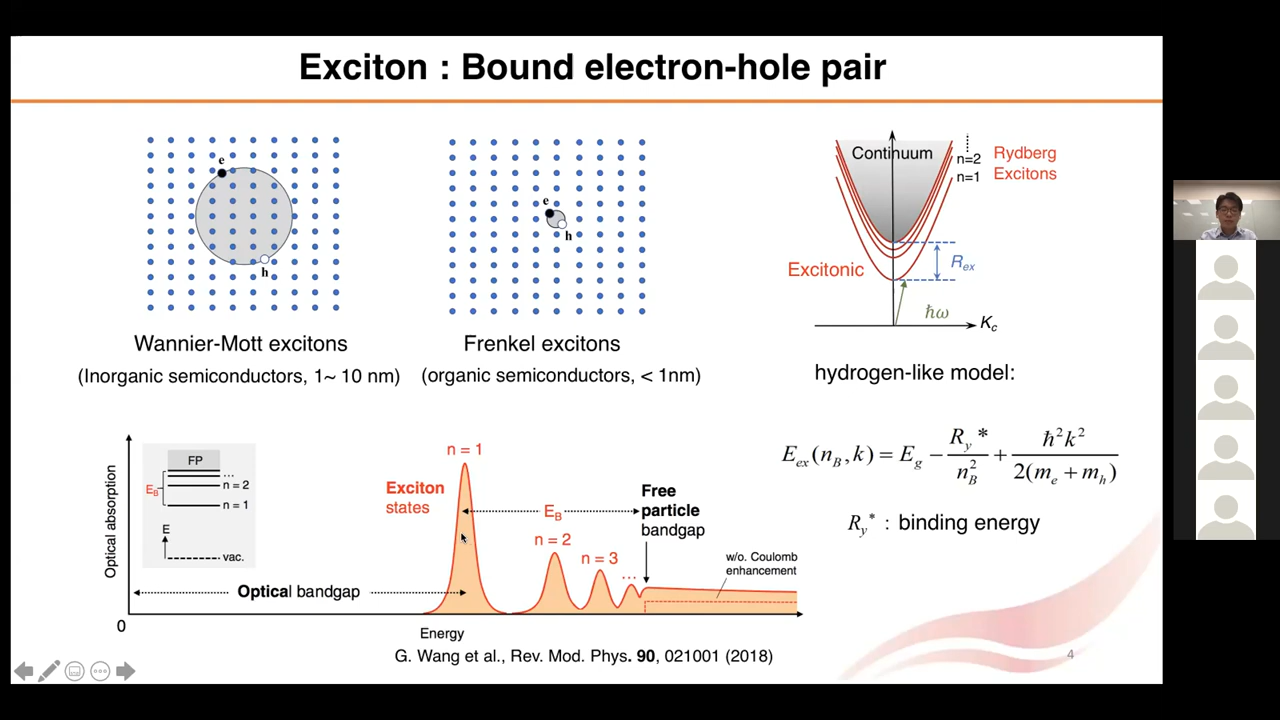 Exciton : Bound electron-hole pair
e
h
Wannier-Mott excitons
(Inorganic semiconductors, 1~ 10 nm)
e
h
Frenkel excitons
(organic semiconductors, < 1nm)
Continuum
n=2
n=1
Rydberg
Excitons
Excitonic
R_ex
ħω
K_c
hydrogen-like model:
E_ex(n_B, k) = E_g − R_y*/n_B² + ħ²k²/2(m_e + m_h)
R_y* : binding energy
Optical absorption
FP
E_B
...
n = 2
n = 1
E
vac.
Optical bandgap
0
Exciton
states
n = 1
E_B
n = 2
n = 3
...
Free
particle
bandgap
w/o. Coulomb
enhancement
Energy
G. Wang et al., Rev. Mod. Phys. 90, 021001 (2018)
4